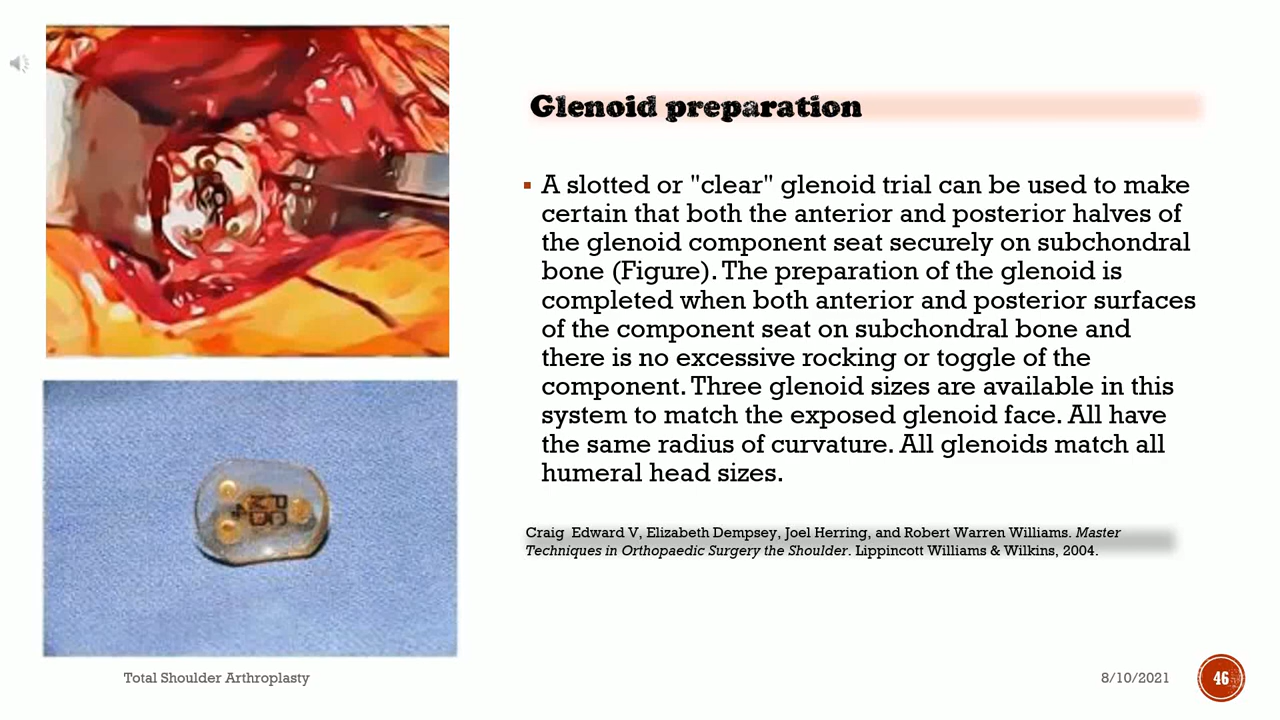 Glenoid preparation
A slotted or "clear" glenoid trial can be used to make
certain that both the anterior and posterior halves of
the glenoid component seat securely on subchondral
bone (Figure). The preparation of the glenoid is
completed when both anterior and posterior surfaces
of the component seat on subchondral bone and
there is no excessive rocking or toggle of the
component. Three glenoid sizes are available in this
system to match the exposed glenoid face. All have
the same radius of curvature. All glenoids match all
humeral head sizes.
Craig Edward V, Elizabeth Dempsey, Joel Herring, and Robert Warren Williams. Master
Techniques in Orthopaedic Surgery the Shoulder. Lippincott Williams & Wilkins, 2004.
Total Shoulder Arthroplasty
8/10/2021
46